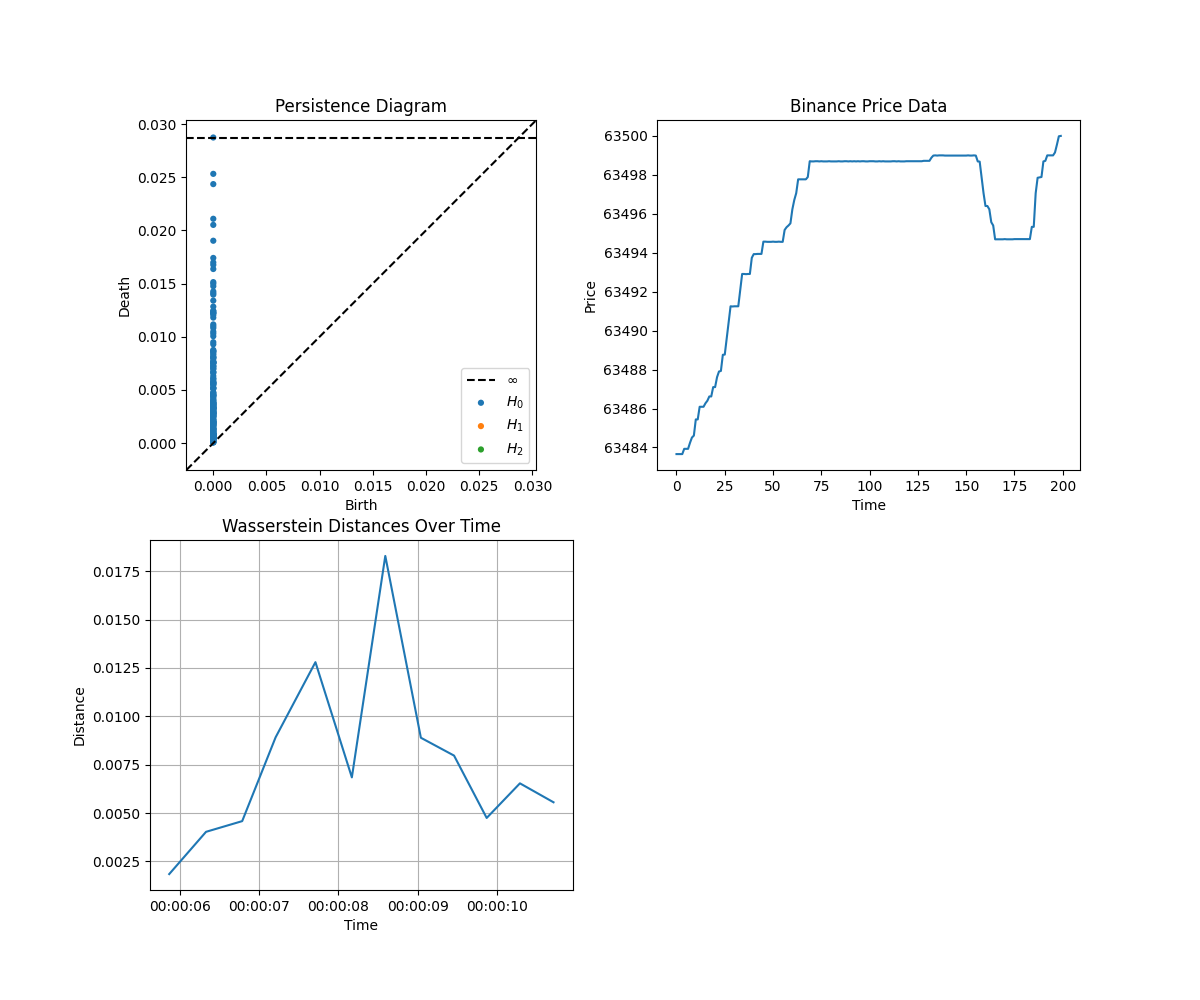 Persistence Diagram
0.030
0.025
0.020
0.015
0.010
0.005
0.000
Death
0.000 0.005 0.010 0.015 0.020 0.025 0.030
Birth
∞
H0
H1
H2
Binance Price Data
63500
63498
63496
63494
63492
63490
63488
63486
63484
Price
0 25 50 75 100 125 150 175 200
Time
Wasserstein Distances Over Time
0.0175
0.0150
0.0125
0.0100
0.0075
0.0050
0.0025
Distance
00:00:06 00:00:07 00:00:08 00:00:09 00:00:10
Time